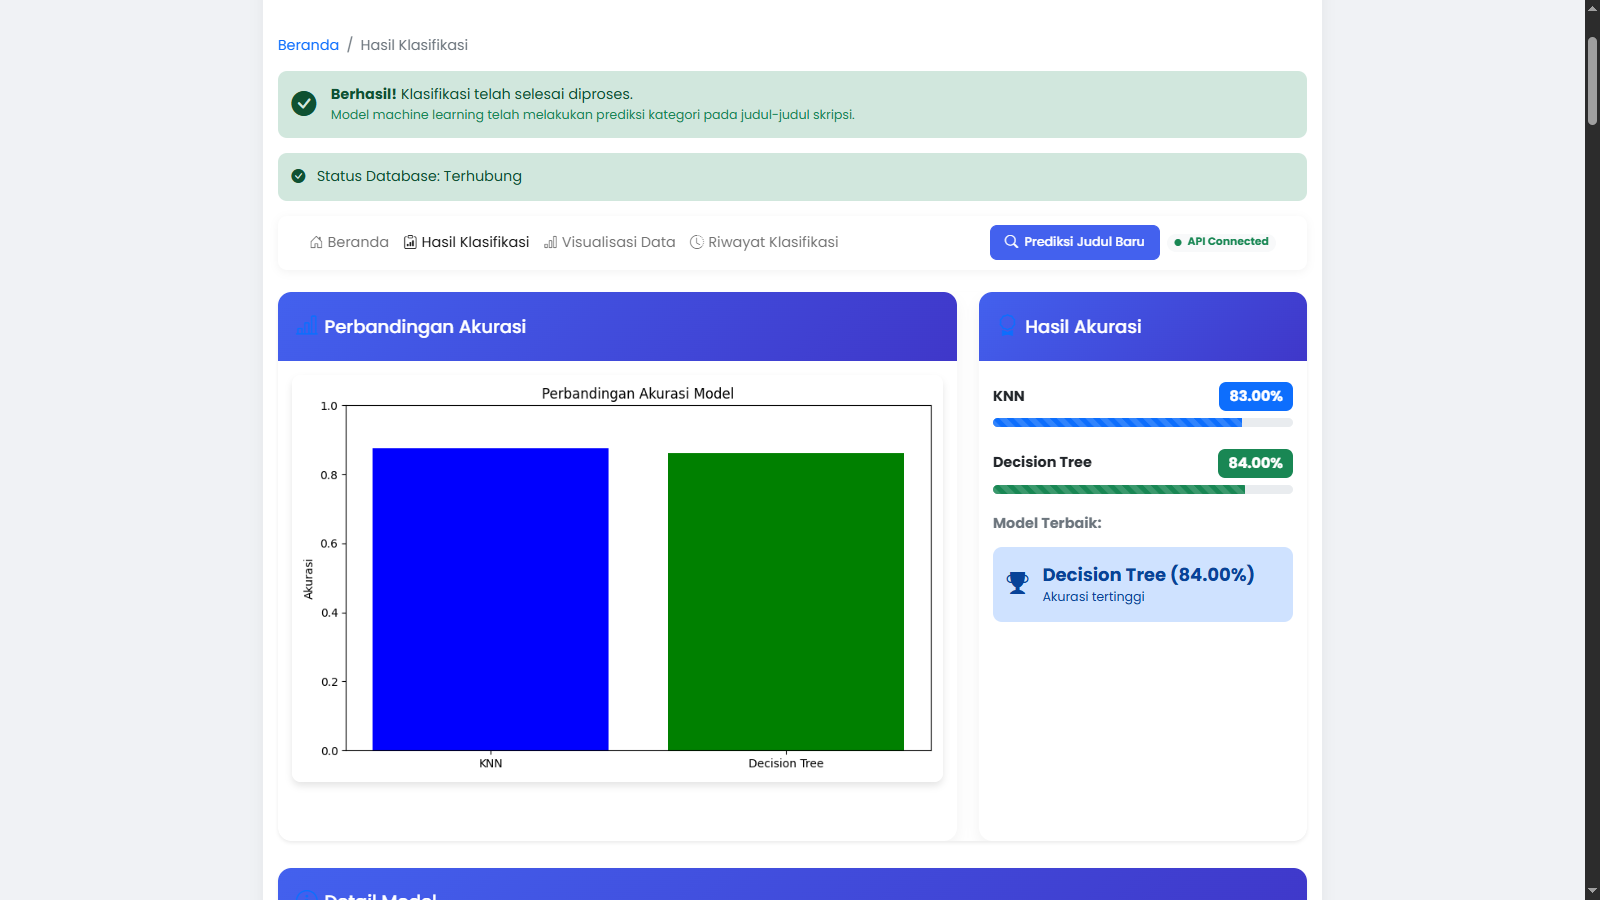 Beranda / Hasil Klasifikasi
Berhasil! Klasifikasi telah selesai diproses.
Model machine learning telah melakukan prediksi kategori pada judul-judul skripsi.
Status Database: Terhubung
Beranda Hasil Klasifikasi Visualisasi Data Riwayat Klasifikasi Prediksi Judul Baru API Connected
Perbandingan Akurasi
Perbandingan Akurasi Model
1.0
0.8
0.6
0.4
0.2
0.0
Akurasi
KNN Decision Tree
Hasil Akurasi
KNN 83.00%
Decision Tree 84.00%
Model Terbaik:
Decision Tree (84.00%)
Akurasi tertinggi
Detail Model